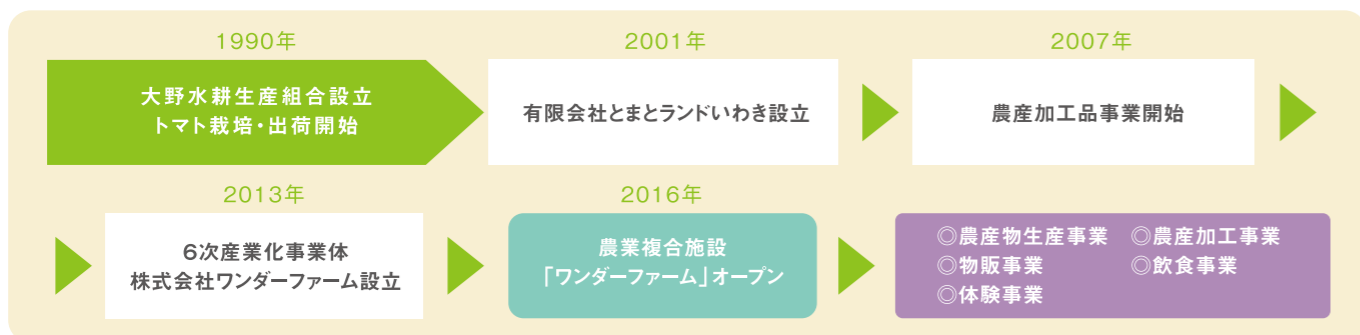 1990年
大野水耕生産組合設立
トマト栽培・出荷開始
2001年
有限会社とまとランドいわき設立
2007年
農産加工品事業開始
2013年
6次産業化事業体
株式会社ワンダーファーム設立
2016年
農業複合施設
「ワンダーファーム」オープン
◎農産物生産事業 ◎農産加工事業
◎物販事業 ◎飲食事業
◎体験事業